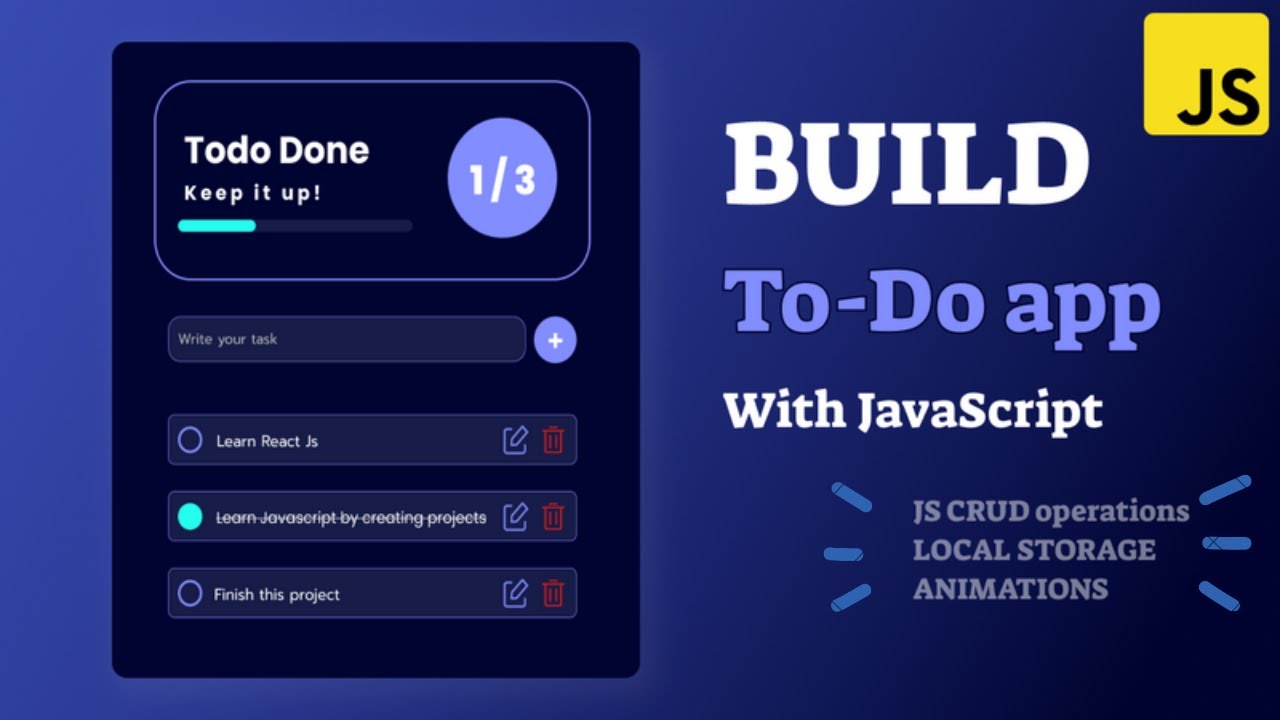 Todo Done
Keep it up!
1/3
Write your task
+
Learn React Js
Learn Javascript by creating projects
Finish this project
JS
BUILD
To-Do app
With JavaScript
JS CRUD operations
LOCAL STORAGE
ANIMATIONS